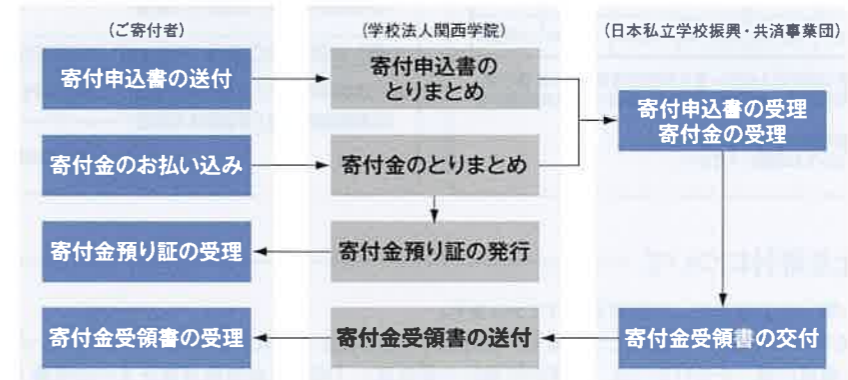 (ご寄付者)
(学校法人関西学院)
(日本私立学校振興・共済事業団)
寄付申込書の送付
寄付申込書の
とりまとめ
寄付申込書の受理
寄付金の受理
寄付金のお払い込み
寄付金のとりまとめ
寄付金預り証の受理
寄付金預り証の発行
寄付金受領書の受理
寄付金受領書の送付
寄付金受領書の交付